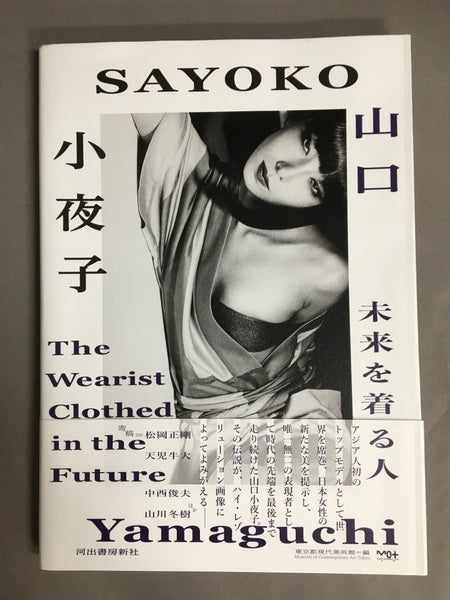 SAYOKO
山口
小夜子
未来を着る人
The
Wearist
Clothed
in the
Future
アジア人初の
トップモデルとして世
界を席巻、日本女性の
新たな美を提示し、
唯一無二の表現者とし
て時代の先端を最後まで
走り続けた山口小夜子。
その伝説が、ハイ・レゾ
リューション画像に
よってよみがえる——
寄稿=松岡正剛
天児牛大
中西俊夫
山川冬樹ほか
Yamaguchi
河出書房新社
東京都現代美術館=編
Museum of Contemporary Art Tokyo
MOT